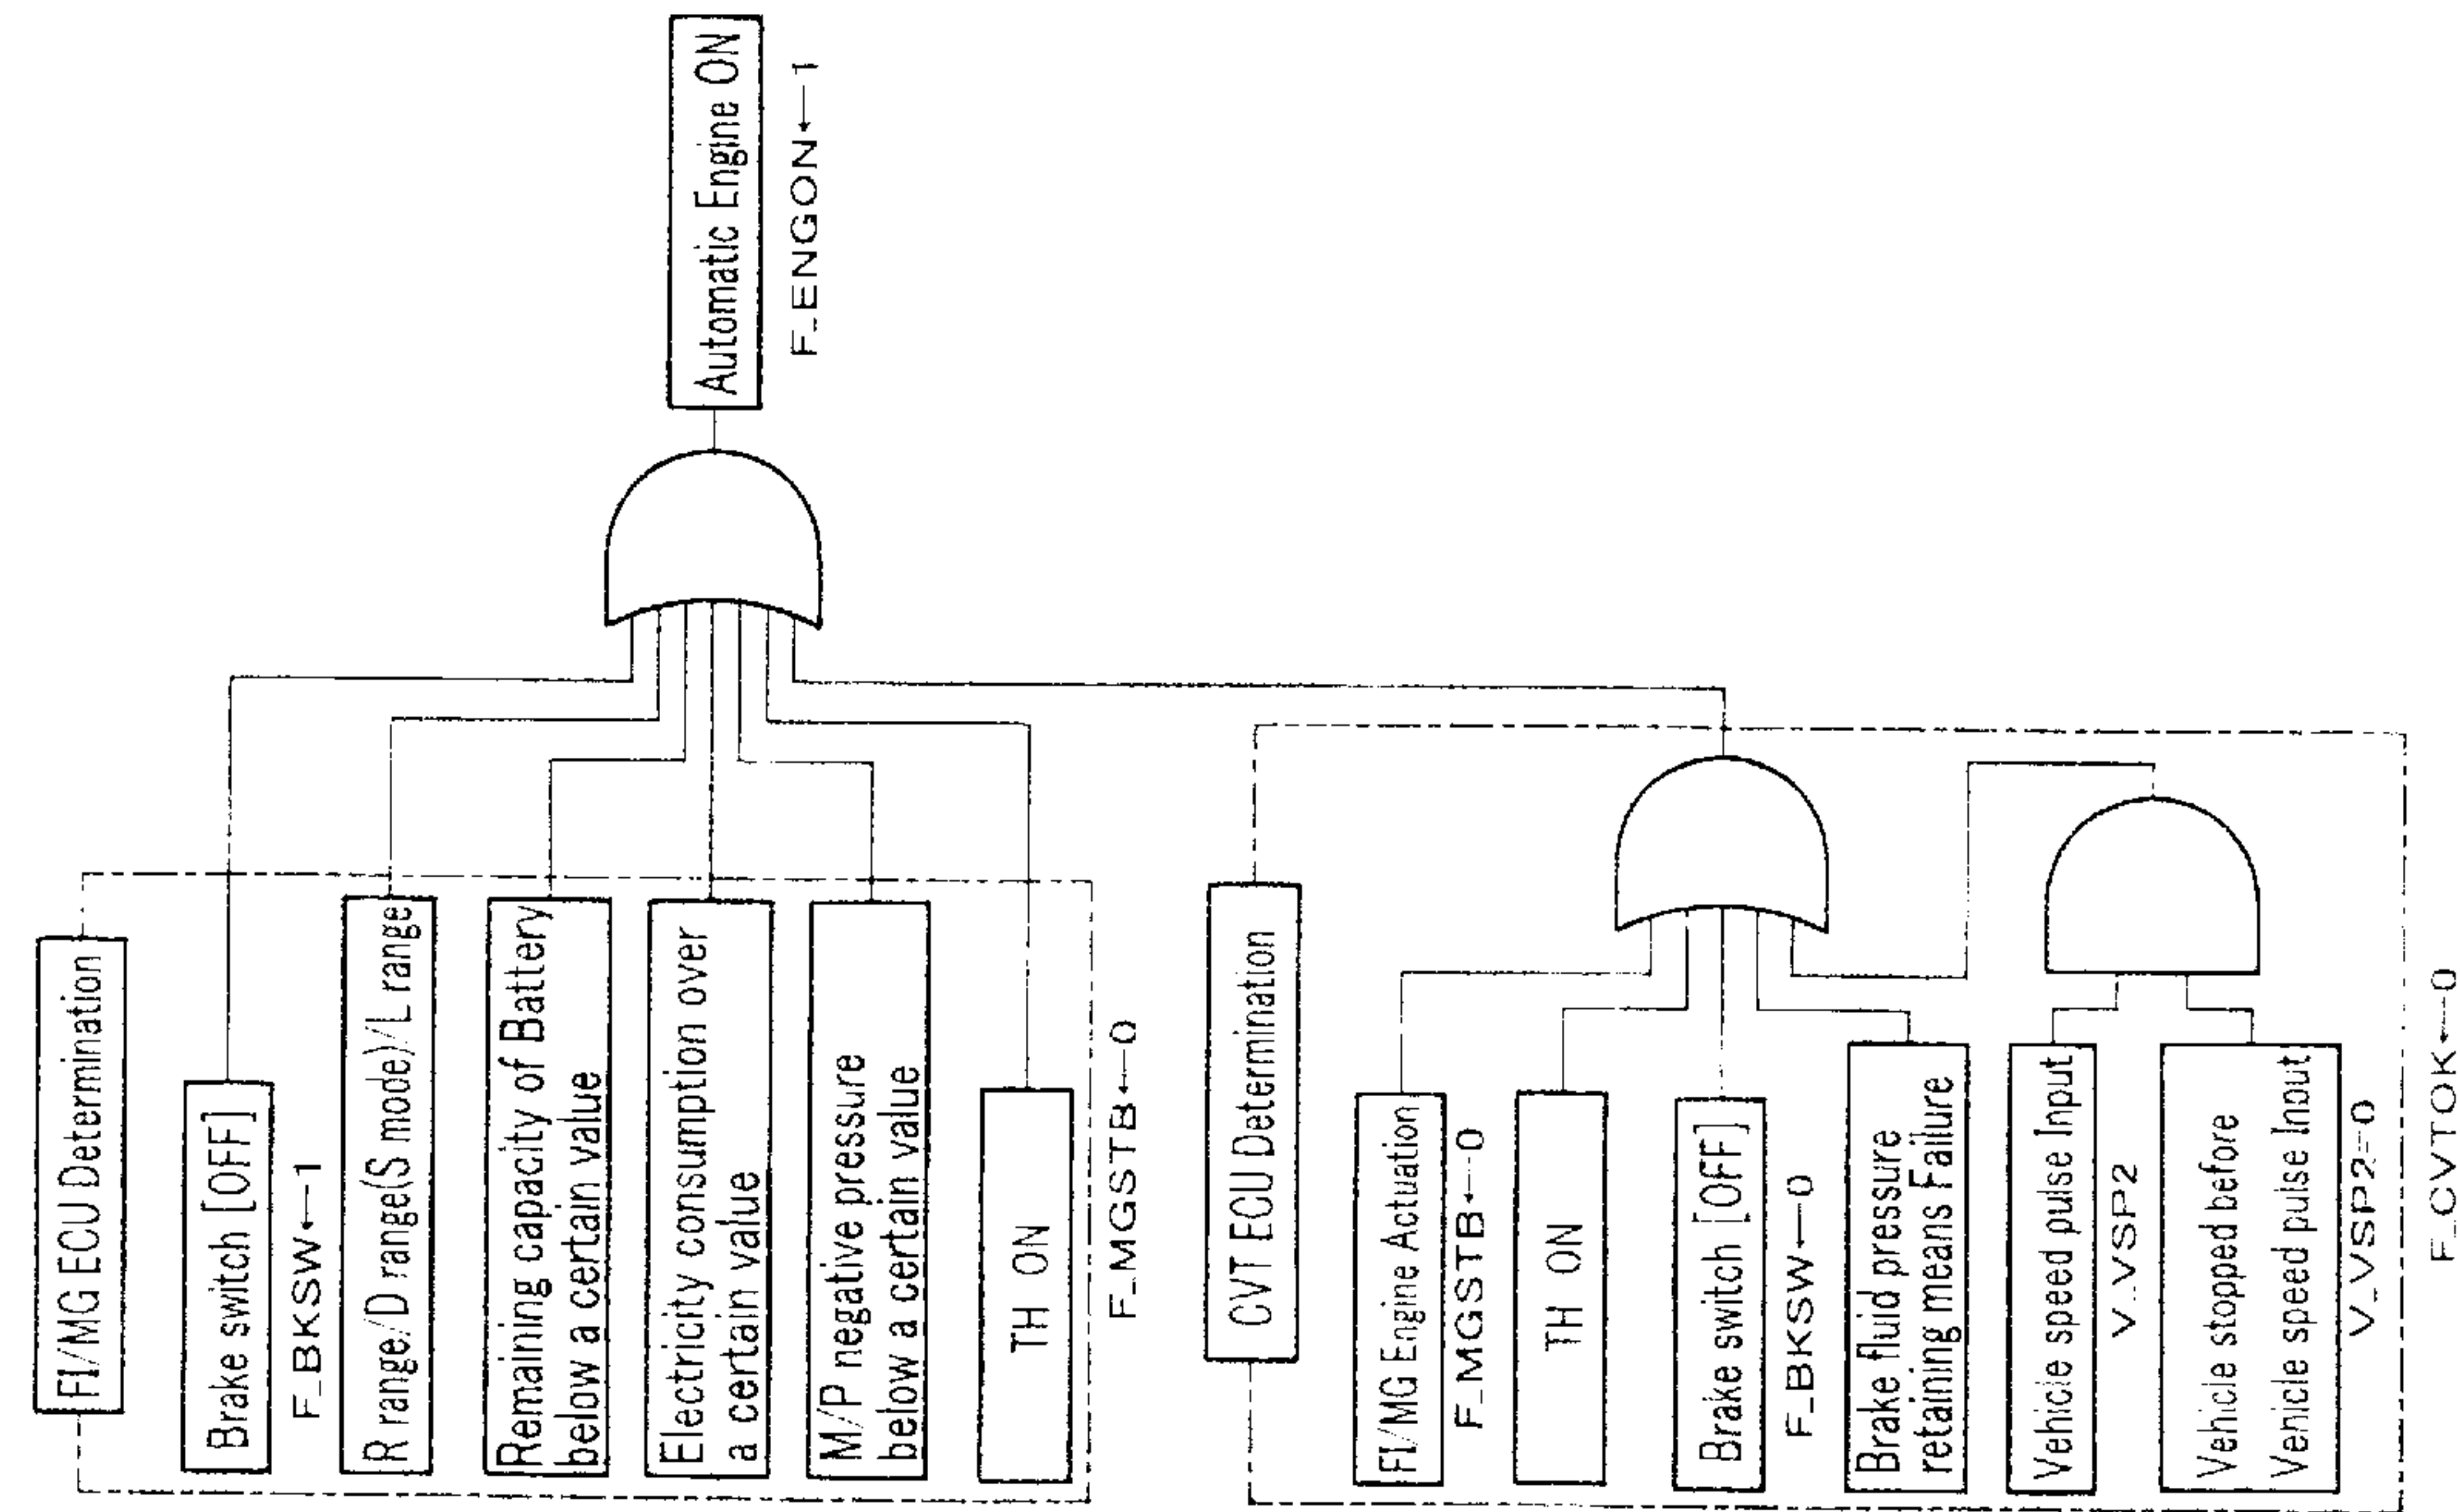 FI/MG ECU Determination
Brake switch [OFF]
F_BKSW←1
R range/D range(S mode)/L range
Remaining capacity of Battery
below a certain value
Electricity consumption over
a certain value
M/P negative pressure
below a certain value
TH ON
F_MGSTB←0
Automatic Engine ON
F_ENGON←1
CVT ECU Determination
FI/MG Engine Actuation
F_MGSTB←0
TH ON
Brake switch [OFF]
F_BKSW←0
Brake fluid pressure
retaining means Failure
Vehicle speed pulse Input
V_VSP2
Vehicle stopped before
Vehicle speed pulse Inout
V_VSP2=0
F_CVTOK←0